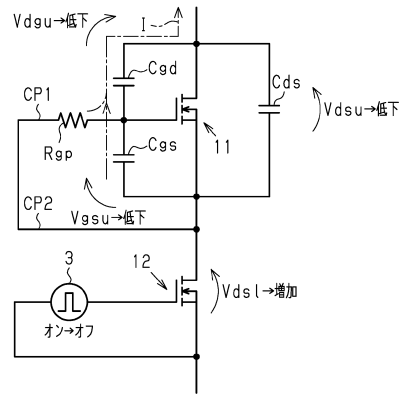 Vdgu→低下
I
Cgd
CP1
Cds
Vdsu→低下
Rgp
Cgs
11
CP2
Vgsu→低下
3
12
Vdsl→増加
オン→オフ